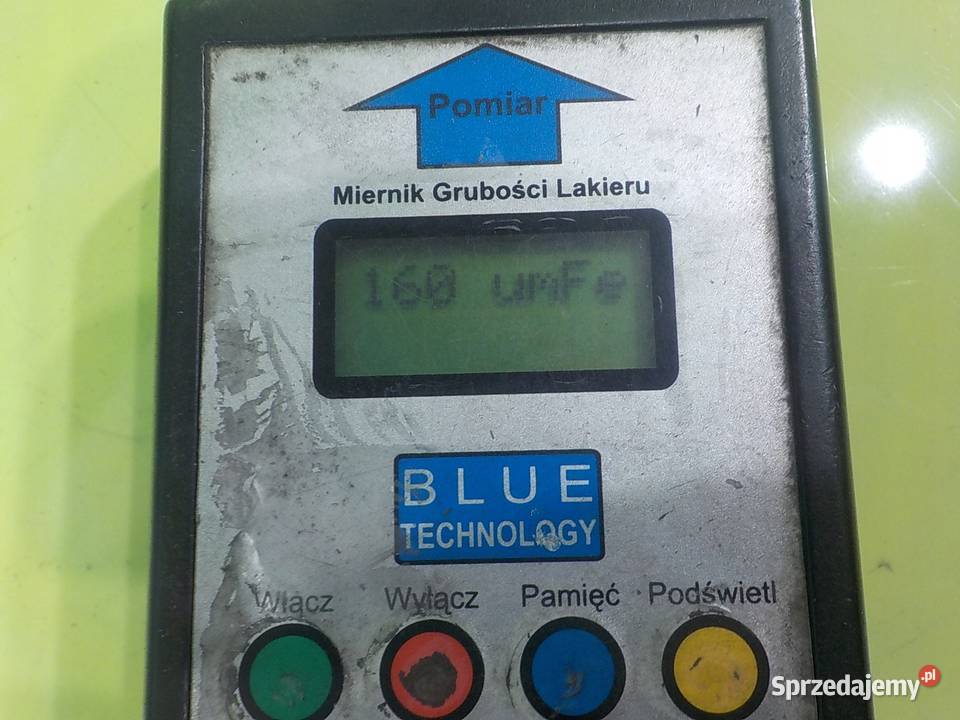 Pomiar
Miernik Grubości Lakieru
160 umFe
BLUE
TECHNOLOGY
Włącz Wyłącz Pamięć Podświetl
Sprzedajemy.pl